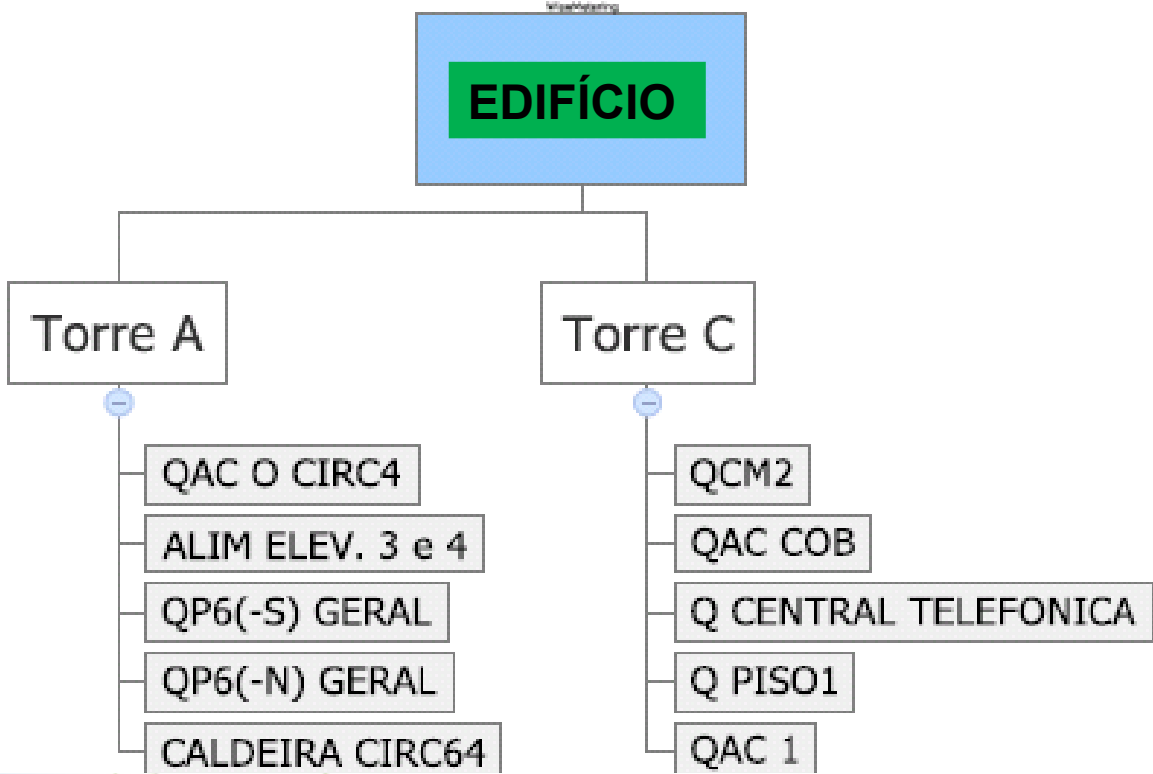 WiseMetering
EDIFÍCIO
Torre A
QAC O CIRC4
ALIM ELEV. 3 e 4
QP6(-S) GERAL
QP6(-N) GERAL
CALDEIRA CIRC64
Torre C
QCM2
QAC COB
Q CENTRAL TELEFONICA
Q PISO1
QAC 1